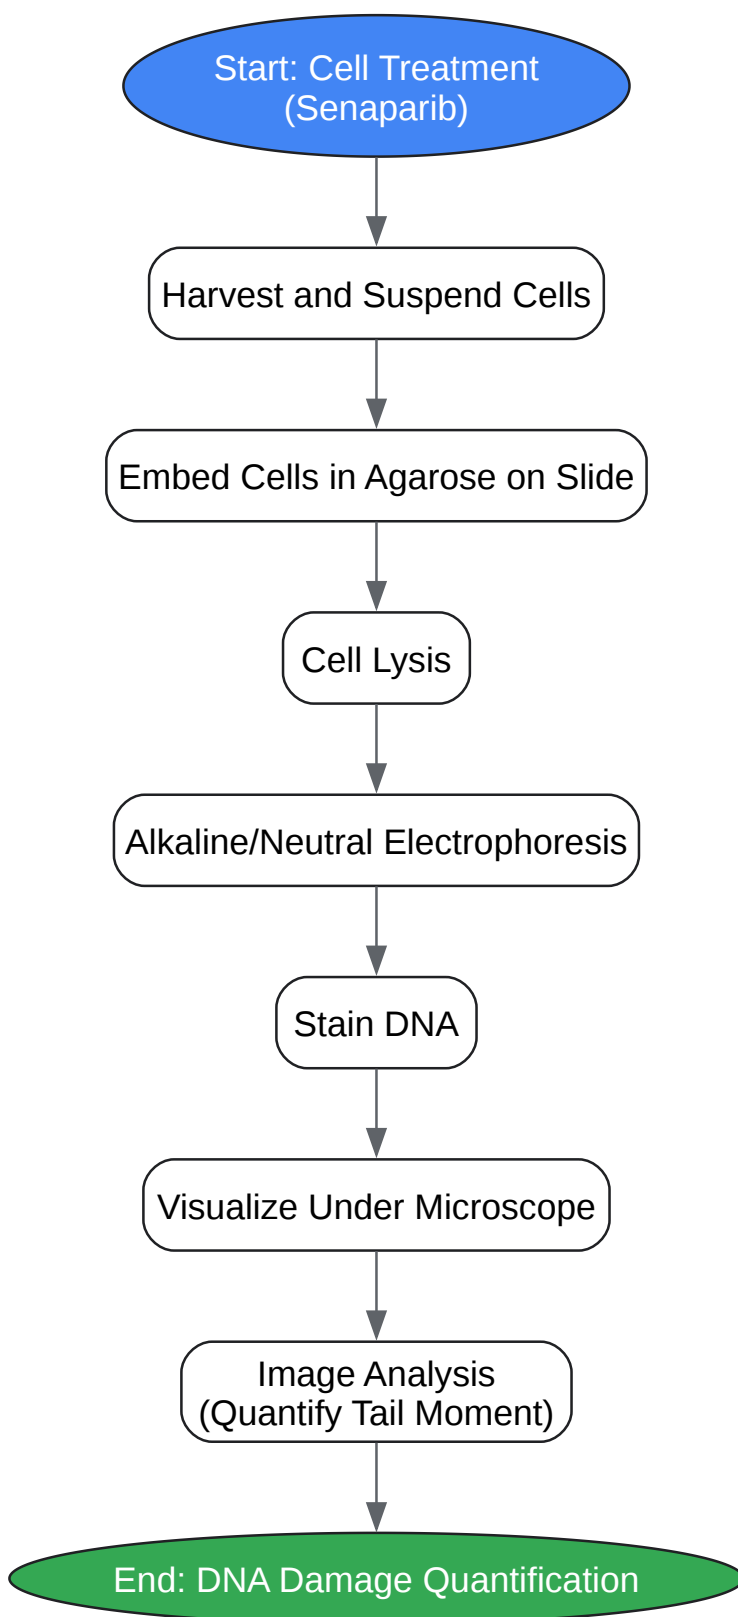 Start: Cell Treatment
(Senaparib)
Harvest and Suspend Cells
Embed Cells in Agarose on Slide
Cell Lysis
Alkaline/Neutral Electrophoresis
Stain DNA
Visualize Under Microscope
Image Analysis
(Quantify Tail Moment)
End: DNA Damage Quantification